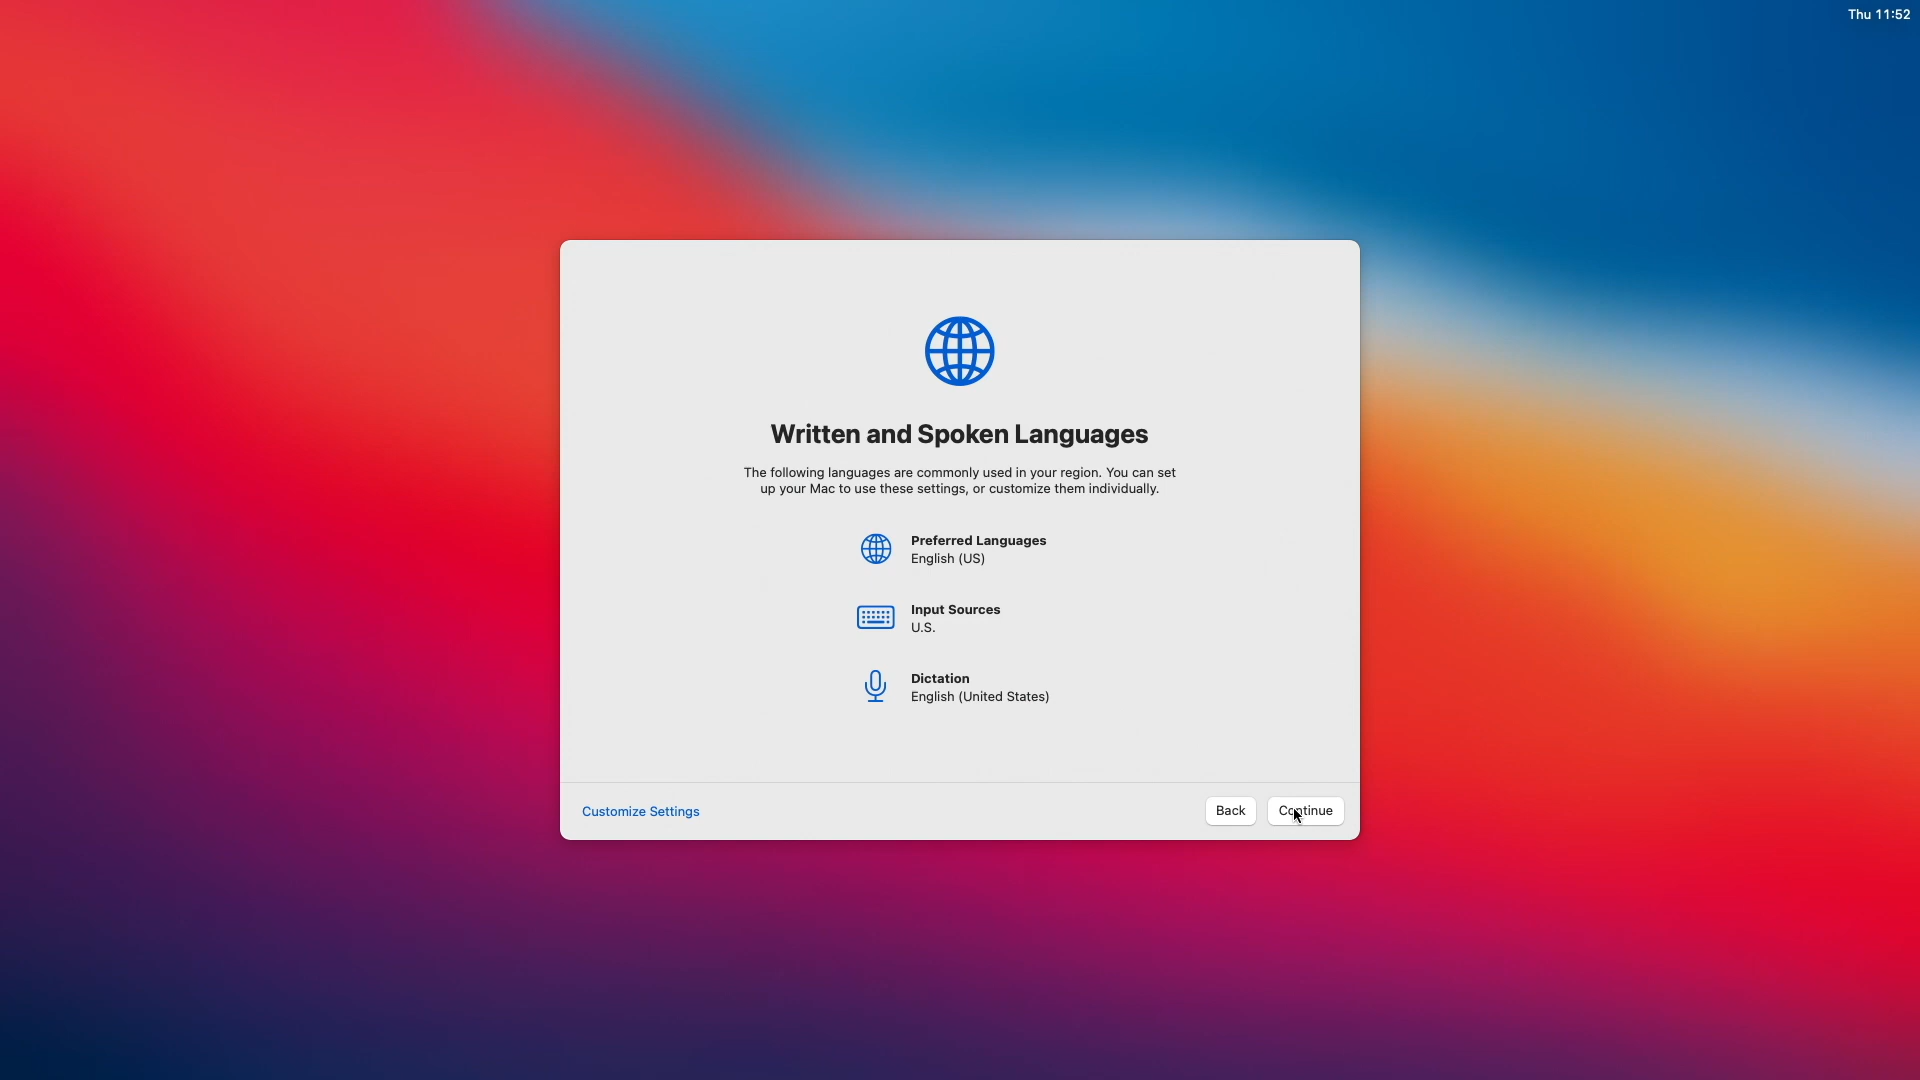 Thu 11:52
Written and Spoken Languages
The following languages are commonly used in your region. You can set
up your Mac to use these settings, or customize them individually.
Preferred Languages
English (US)
Input Sources
U.S.
Dictation
English (United States)
Customize Settings
Back
Continue